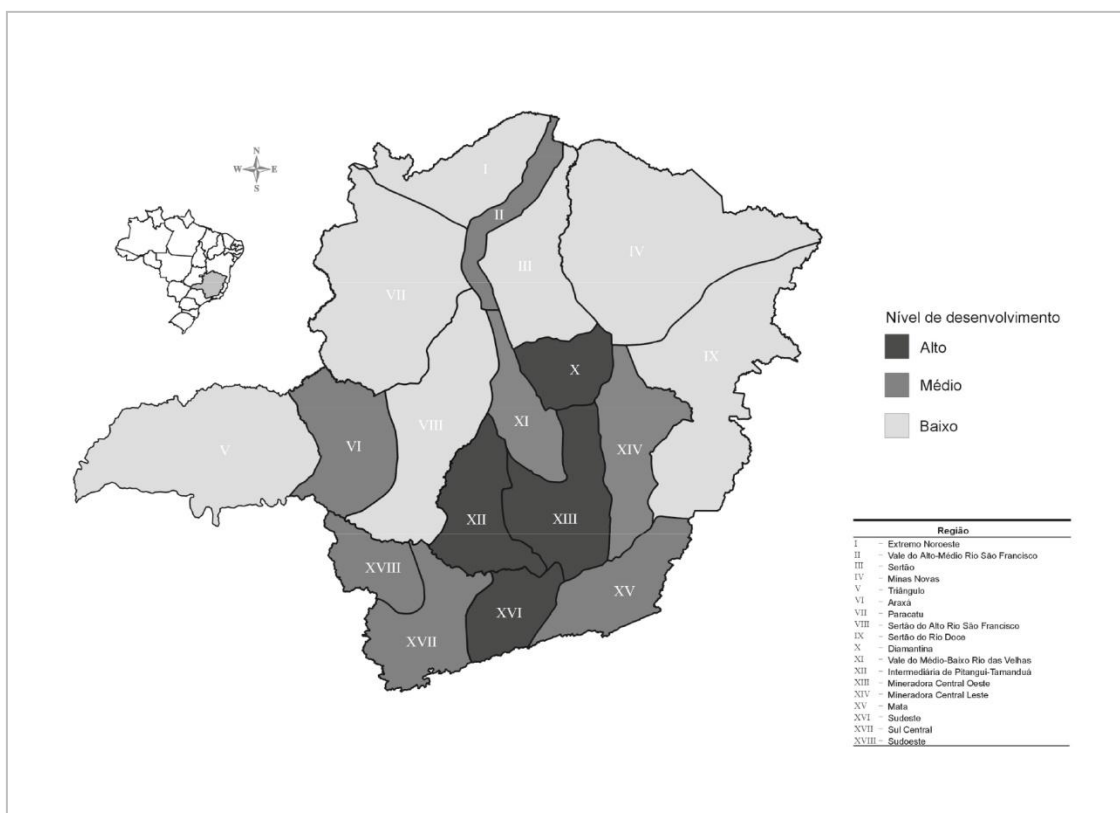 N
W E
S
I
II
III
IV
VII
IX
X
VIII
XI
V
VI
XIV
XII
XIII
XVIII
XV
XVI
XVII
Nível de desenvolvimento
Alto
Médio
Baixo
Região
I – Extremo Noroeste
II – Vale do Alto-Médio Rio São Francisco
III – Sertão
IV – Minas Novas
V – Triângulo
VI – Araxá
VII – Paracatu
VIII – Sertão do Alto Rio São Francisco
IX – Sertão do Rio Doce
X – Diamantina
XI – Vale do Médio-Baixo Rio das Velhas
XII – Intermediária de Pitangui-Tamanduá
XIII – Mineradora Central Oeste
XIV – Mineradora Central Leste
XV – Mata
XVI – Sudeste
XVII – Sul Central
XVIII – Sudoeste